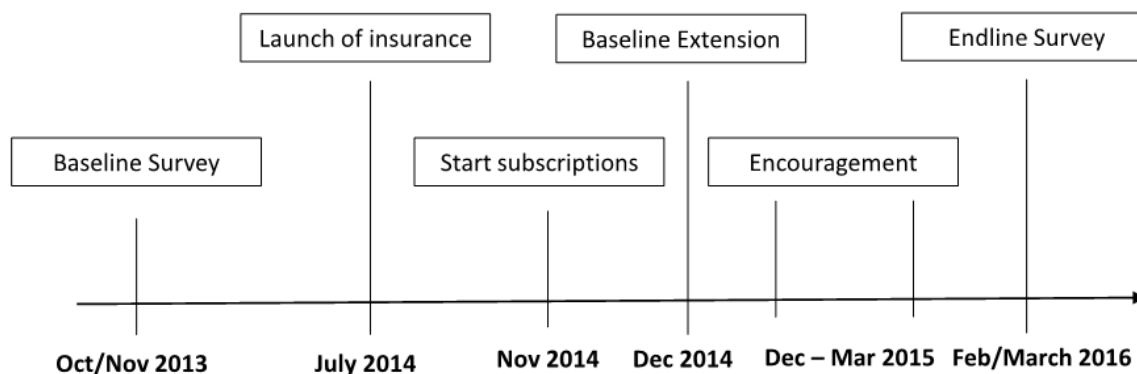 Launch of insurance
Baseline Extension
Endline Survey
Baseline Survey
Start subscriptions
Encouragement
Oct/Nov 2013
July 2014
Nov 2014
Dec 2014
Dec – Mar 2015
Feb/March 2016